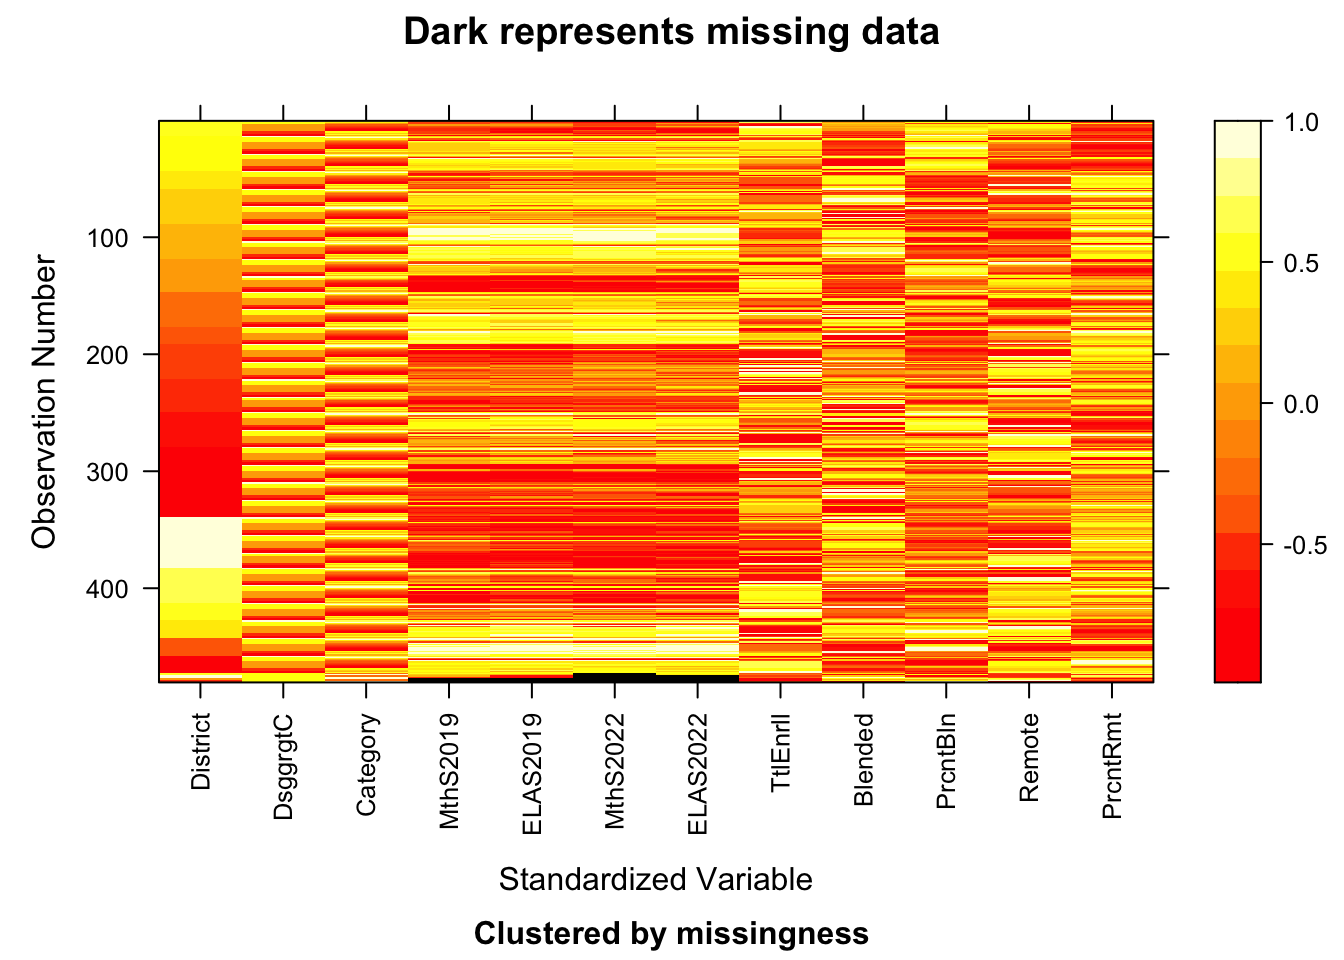 Dark represents missing data
Observation Number
100
200
300
400
1.0
0.5
0.0
-0.5
District
DsggrgtC
Category
MthS2019
ELAS2019
MthS2022
ELAS2022
TtlEnrll
Blended
PrcntBln
Remote
PrcntRmt
Standardized Variable
Clustered by missingness